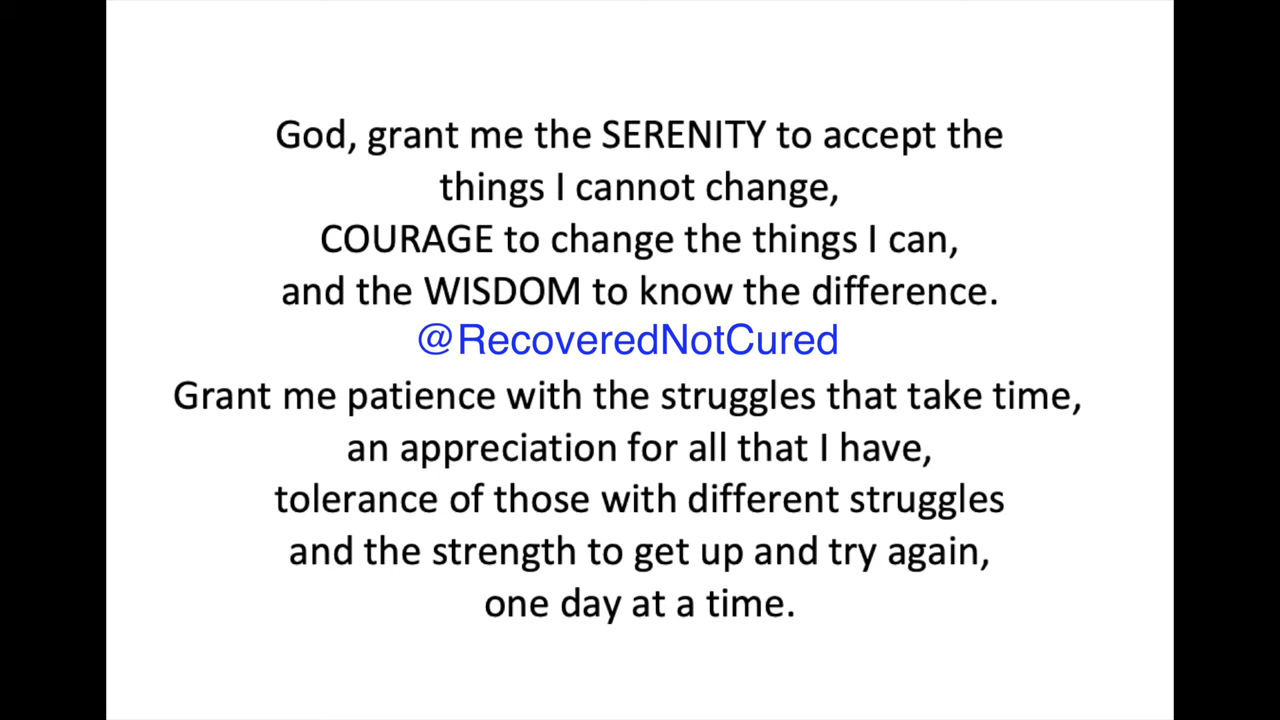 God, grant me the SERENITY to accept the
things I cannot change,
COURAGE to change the things I can,
and the WISDOM to know the difference.
@RecoveredNotCured
Grant me patience with the struggles that take time,
an appreciation for all that I have,
tolerance of those with different struggles
and the strength to get up and try again,
one day at a time.